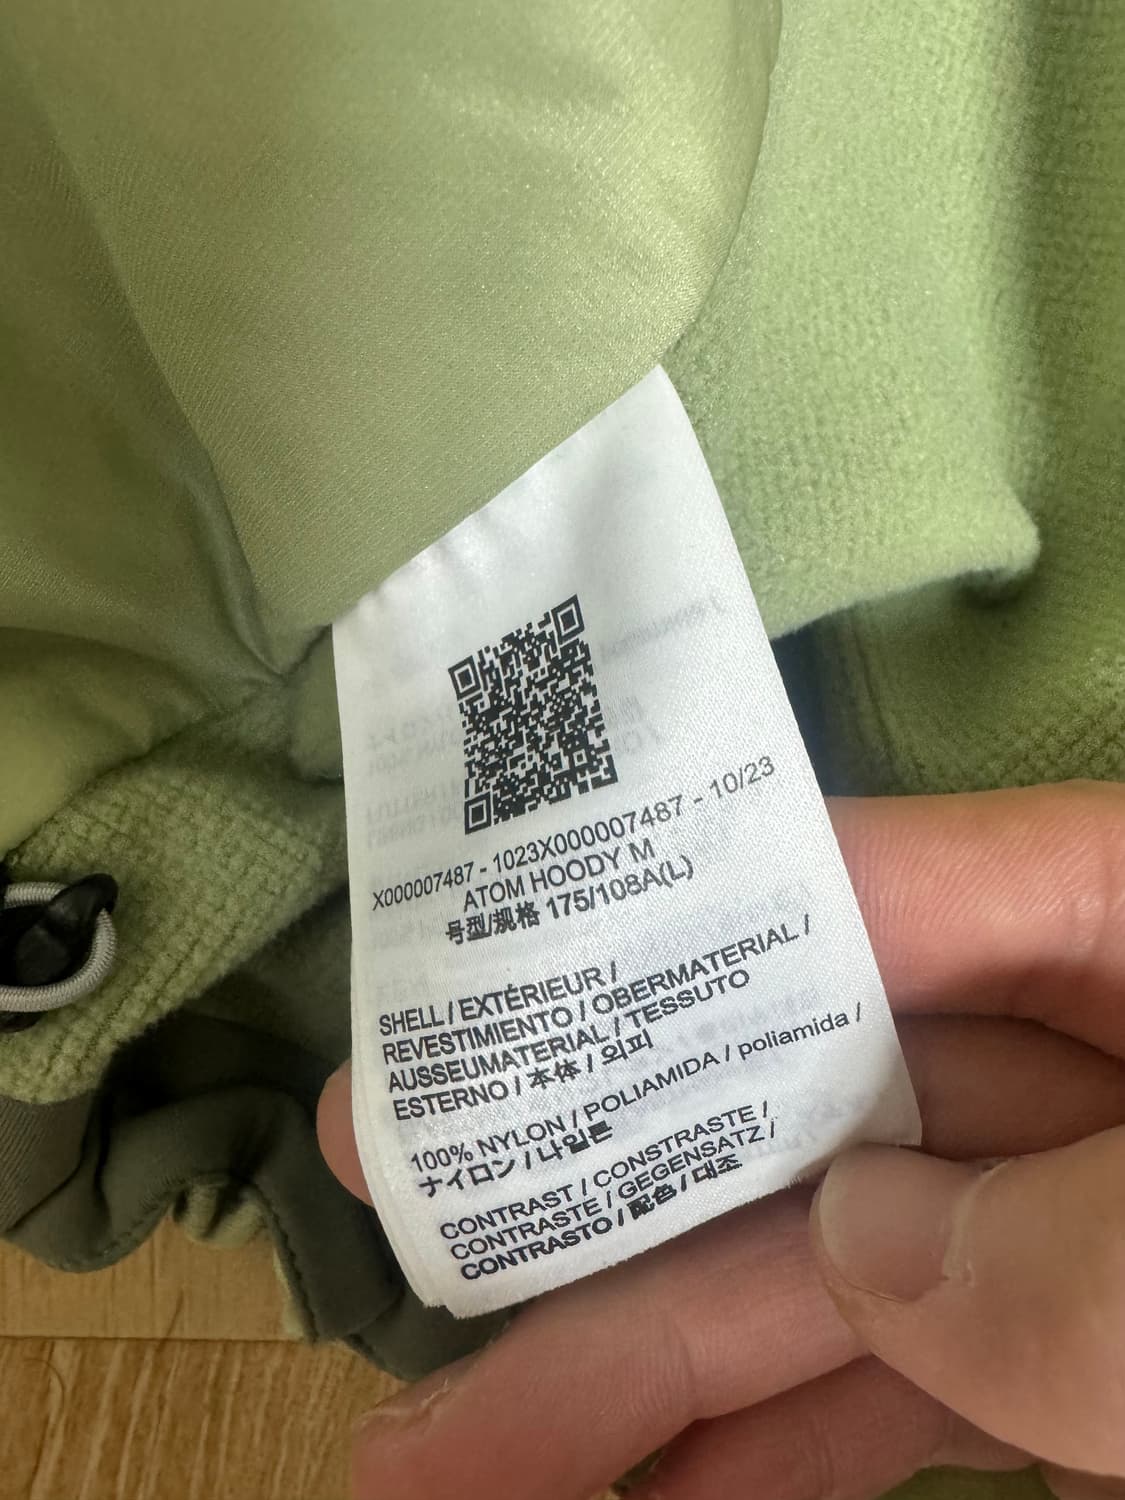 X000007487 - 1023X000007487 - 10/23
ATOM HOODY M
号型/规格 175/108A(L)
SHELL / EXTÉRIEUR /
REVESTIMIENTO / OBERMATERIAL /
AUSSEUMATERIAL / TESSUTO
ESTERNO / 本体 / 외피
100% NYLON / POLIAMIDA / poliamida /
ナイロン / 나일론
CONTRAST / CONSTRASTE /
CONTRASTE / GEGENSATZ /
CONTRASTO / 配色 / 대조